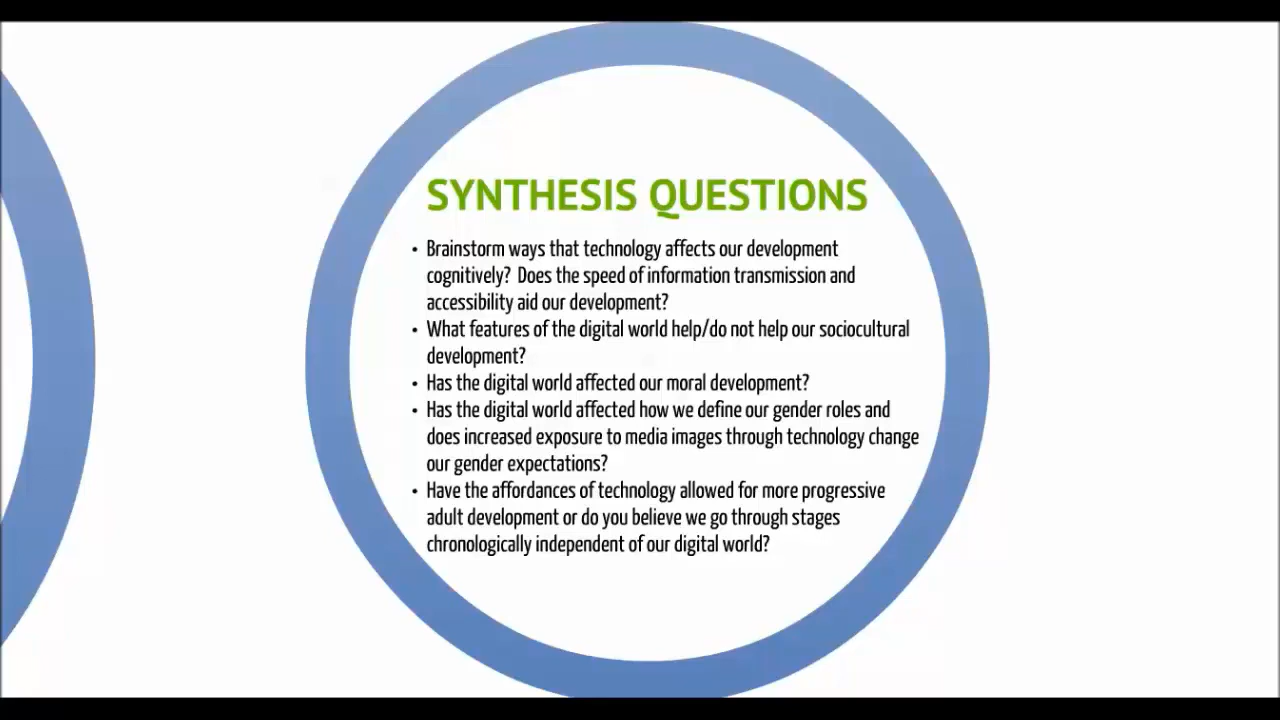 SYNTHESIS QUESTIONS
• Brainstorm ways that technology affects our development
cognitively? Does the speed of information transmission and
accessibility aid our development?
• What features of the digital world help/do not help our sociocultural
development?
• Has the digital world affected our moral development?
• Has the digital world affected how we define our gender roles and
does increased exposure to media images through technology change
our gender expectations?
• Have the affordances of technology allowed for more progressive
adult development or do you believe we go through stages
chronologically independent of our digital world?